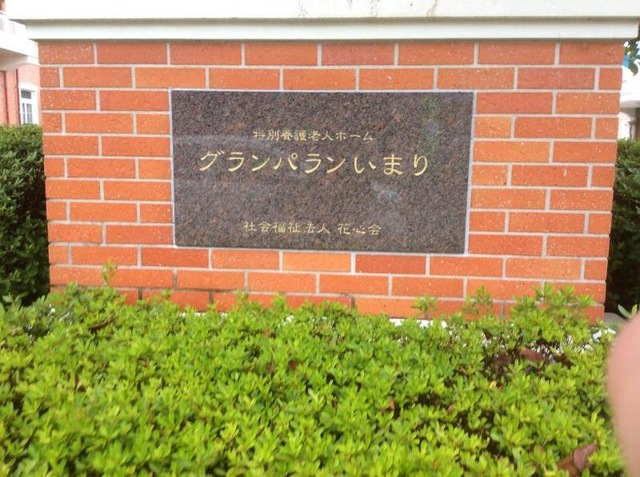 特別養護老人ホーム
グランパランいまり
社会福祉法人 花心会